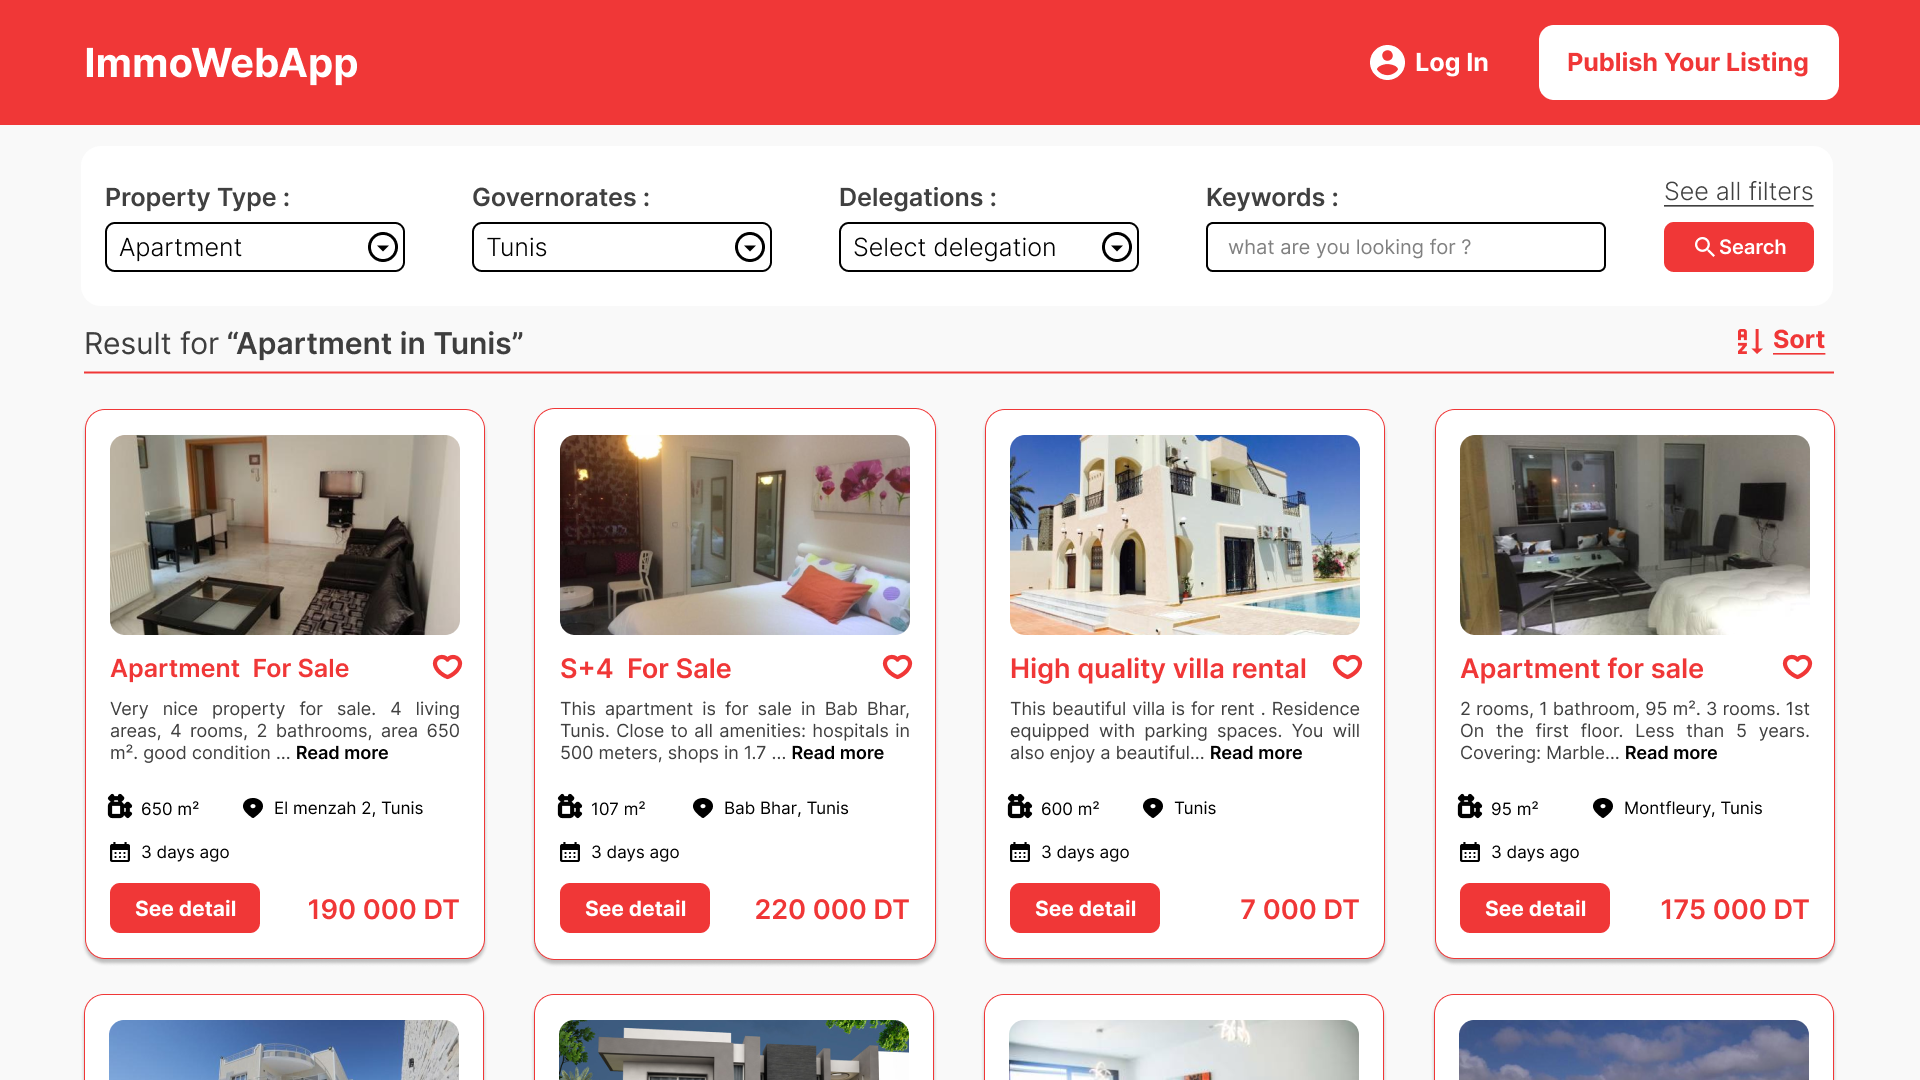 ImmoWebApp
Log In
Publish Your Listing
Property Type :
Governorates :
Delegations :
Keywords :
See all filters
Apartment
Tunis
Select delegation
what are you looking for ?
Search
Result for “Apartment in Tunis”
Sort
Apartment  For Sale
Very nice property for sale. 4 living
areas, 4 rooms, 2 bathrooms, area 650
m². good condition ... Read more
650 m²
El menzah 2, Tunis
3 days ago
See detail
190 000 DT
S+4  For Sale
This apartment is for sale in Bab Bhar,
Tunis. Close to all amenities: hospitals in
500 meters, shops in 1.7 ... Read more
107 m²
Bab Bhar, Tunis
3 days ago
See detail
220 000 DT
High quality villa rental
This beautiful villa is for rent . Residence
equipped with parking spaces. You will
also enjoy a beautiful... Read more
600 m²
Tunis
3 days ago
See detail
7 000 DT
Apartment for sale
2 rooms, 1 bathroom, 95 m². 3 rooms. 1st
On the first floor. Less than 5 years.
Covering: Marble... Read more
95 m²
Montfleury, Tunis
3 days ago
See detail
175 000 DT